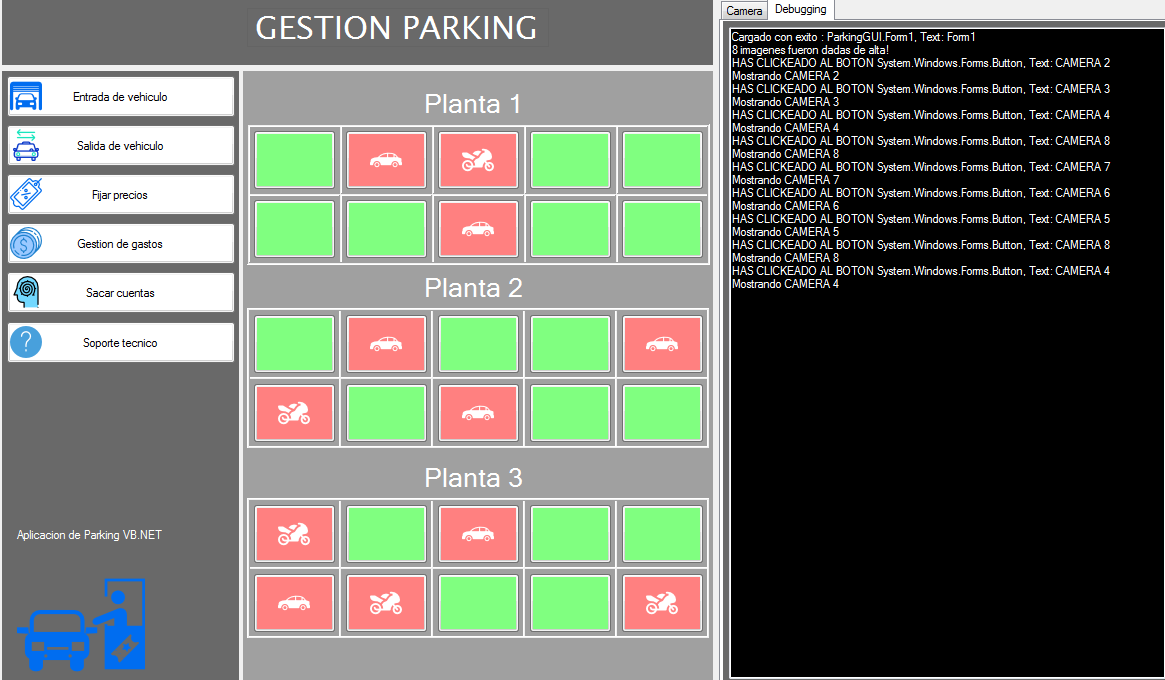 GESTION PARKING
Entrada de vehiculo
Salida de vehiculo
Fijar precios
Gestion de gastos
Sacar cuentas
Soporte tecnico
Aplicacion de Parking VB.NET
Planta 1
Planta 2
Planta 3
Camera
Debugging
Cargado con exito : ParkingGUI.Form1, Text: Form1
8 imagenes fueron dadas de alta!
HAS CLICKEADO AL BOTON System.Windows.Forms.Button, Text: CAMERA 2
Mostrando CAMERA 2
HAS CLICKEADO AL BOTON System.Windows.Forms.Button, Text: CAMERA 3
Mostrando CAMERA 3
HAS CLICKEADO AL BOTON System.Windows.Forms.Button, Text: CAMERA 4
Mostrando CAMERA 4
HAS CLICKEADO AL BOTON System.Windows.Forms.Button, Text: CAMERA 8
Mostrando CAMERA 8
HAS CLICKEADO AL BOTON System.Windows.Forms.Button, Text: CAMERA 7
Mostrando CAMERA 7
HAS CLICKEADO AL BOTON System.Windows.Forms.Button, Text: CAMERA 6
Mostrando CAMERA 6
HAS CLICKEADO AL BOTON System.Windows.Forms.Button, Text: CAMERA 5
Mostrando CAMERA 5
HAS CLICKEADO AL BOTON System.Windows.Forms.Button, Text: CAMERA 8
Mostrando CAMERA 8
HAS CLICKEADO AL BOTON System.Windows.Forms.Button, Text: CAMERA 4
Mostrando CAMERA 4